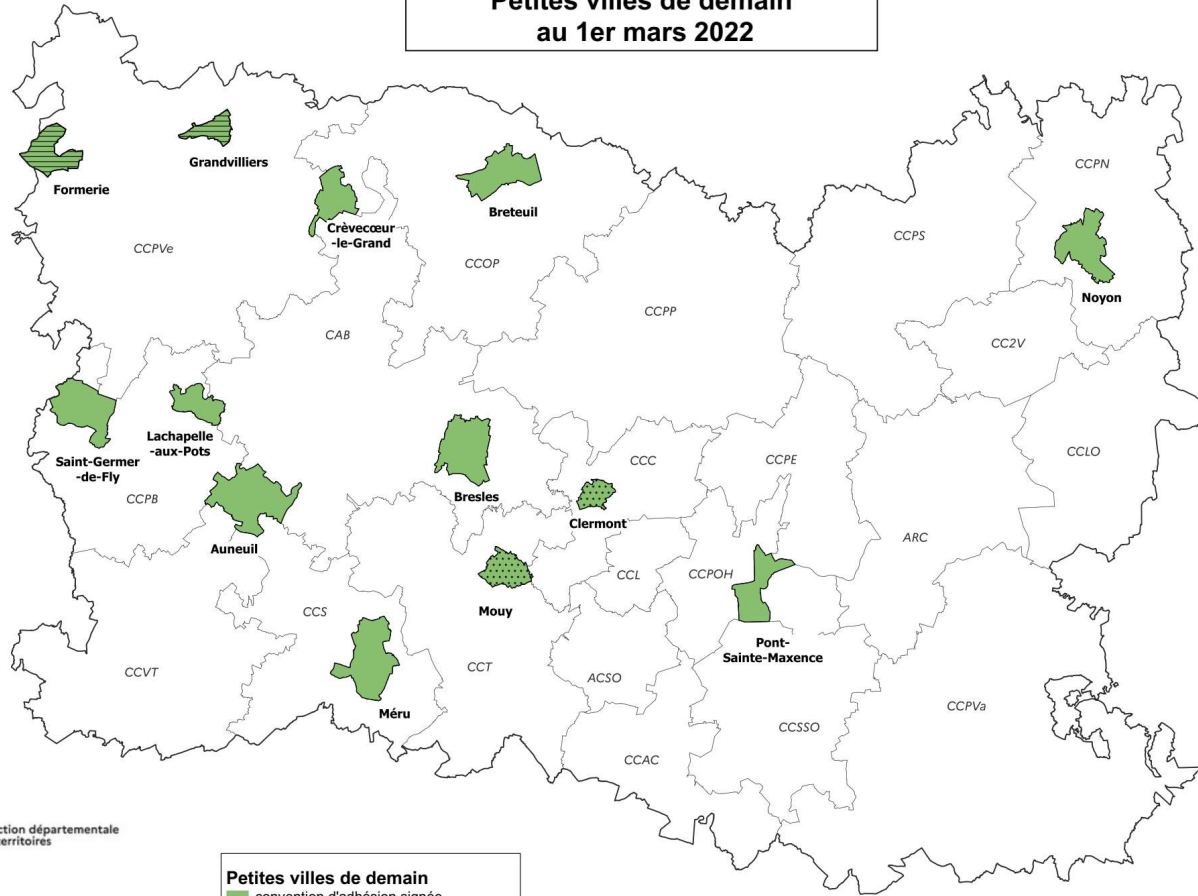 Petites villes de demain
au 1er mars 2022
CCPN
Grandvilliers
Formerie
Breteuil
Crèvecœur
-le-Grand
CCPS
CCPVe
CCOP
Noyon
CCPP
CAB
CC2V
Lachapelle
-aux-Pots
Saint-Germer
-de-Fly
CCC
CCPE
CCLO
CCPB
Bresles
Clermont
Auneuil
ARC
CCL
CCPOH
Mouy
CCS
Pont-
Sainte-Maxence
CCVT
CCT
ACSO
Méru
CCSSO
CCPVa
CCAC
ction départementale
erritoires
Petites villes de demain
convention d'adhésion signée